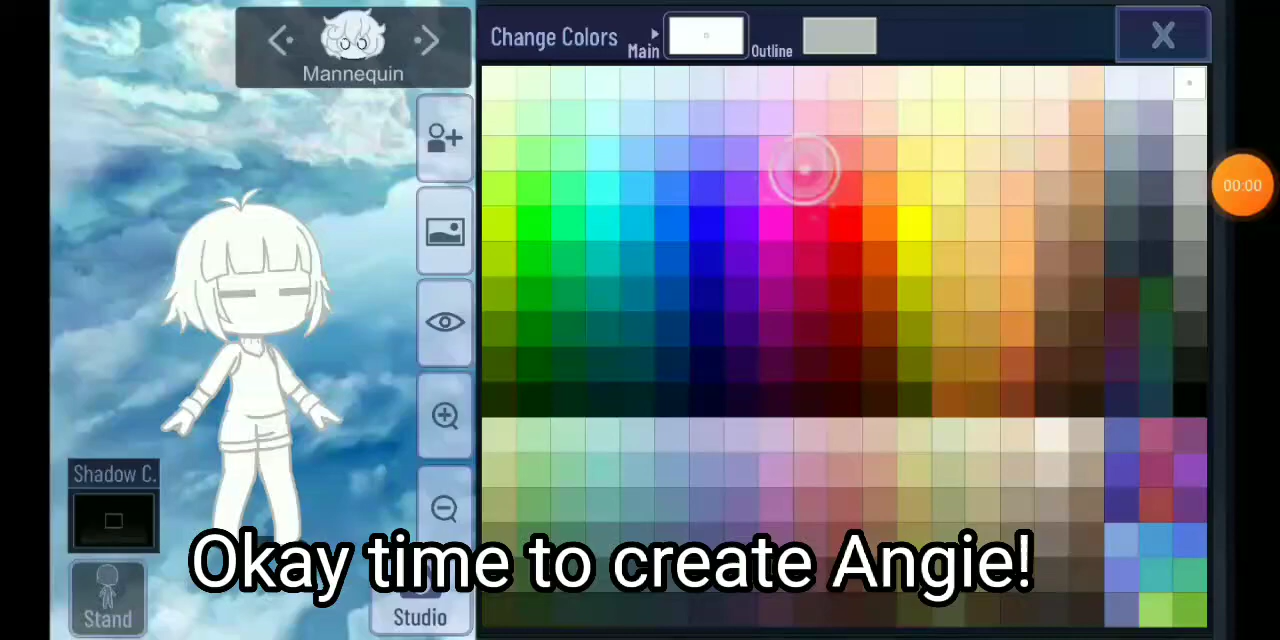 Mannequin
Change Colors
Main
Outline
X
00:00
Shadow C.
Stand
Studio
Okay time to create Angie!